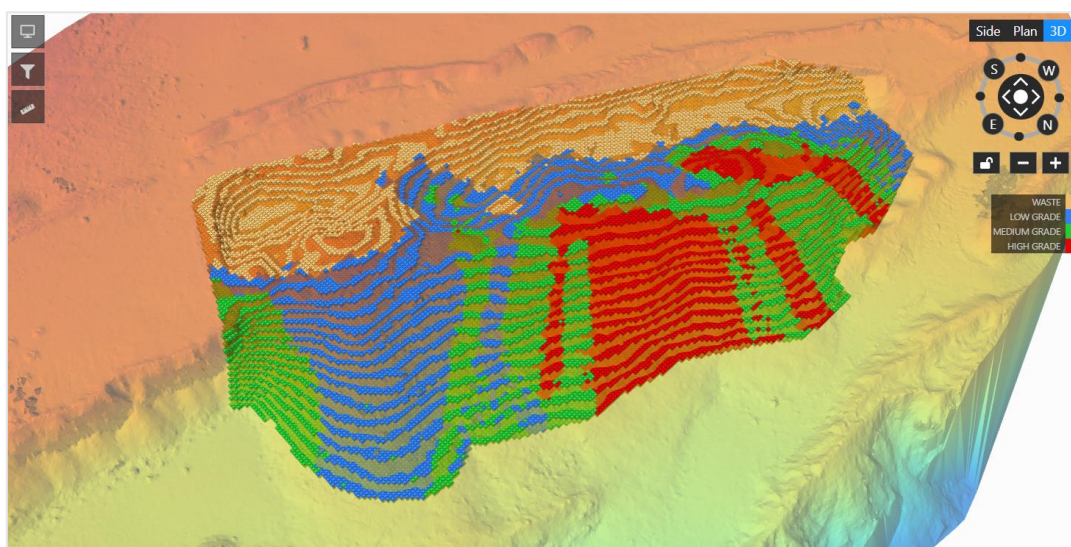 Side Plan 3D
S W
E N
WASTE
LOW GRADE
MEDIUM GRADE
HIGH GRADE